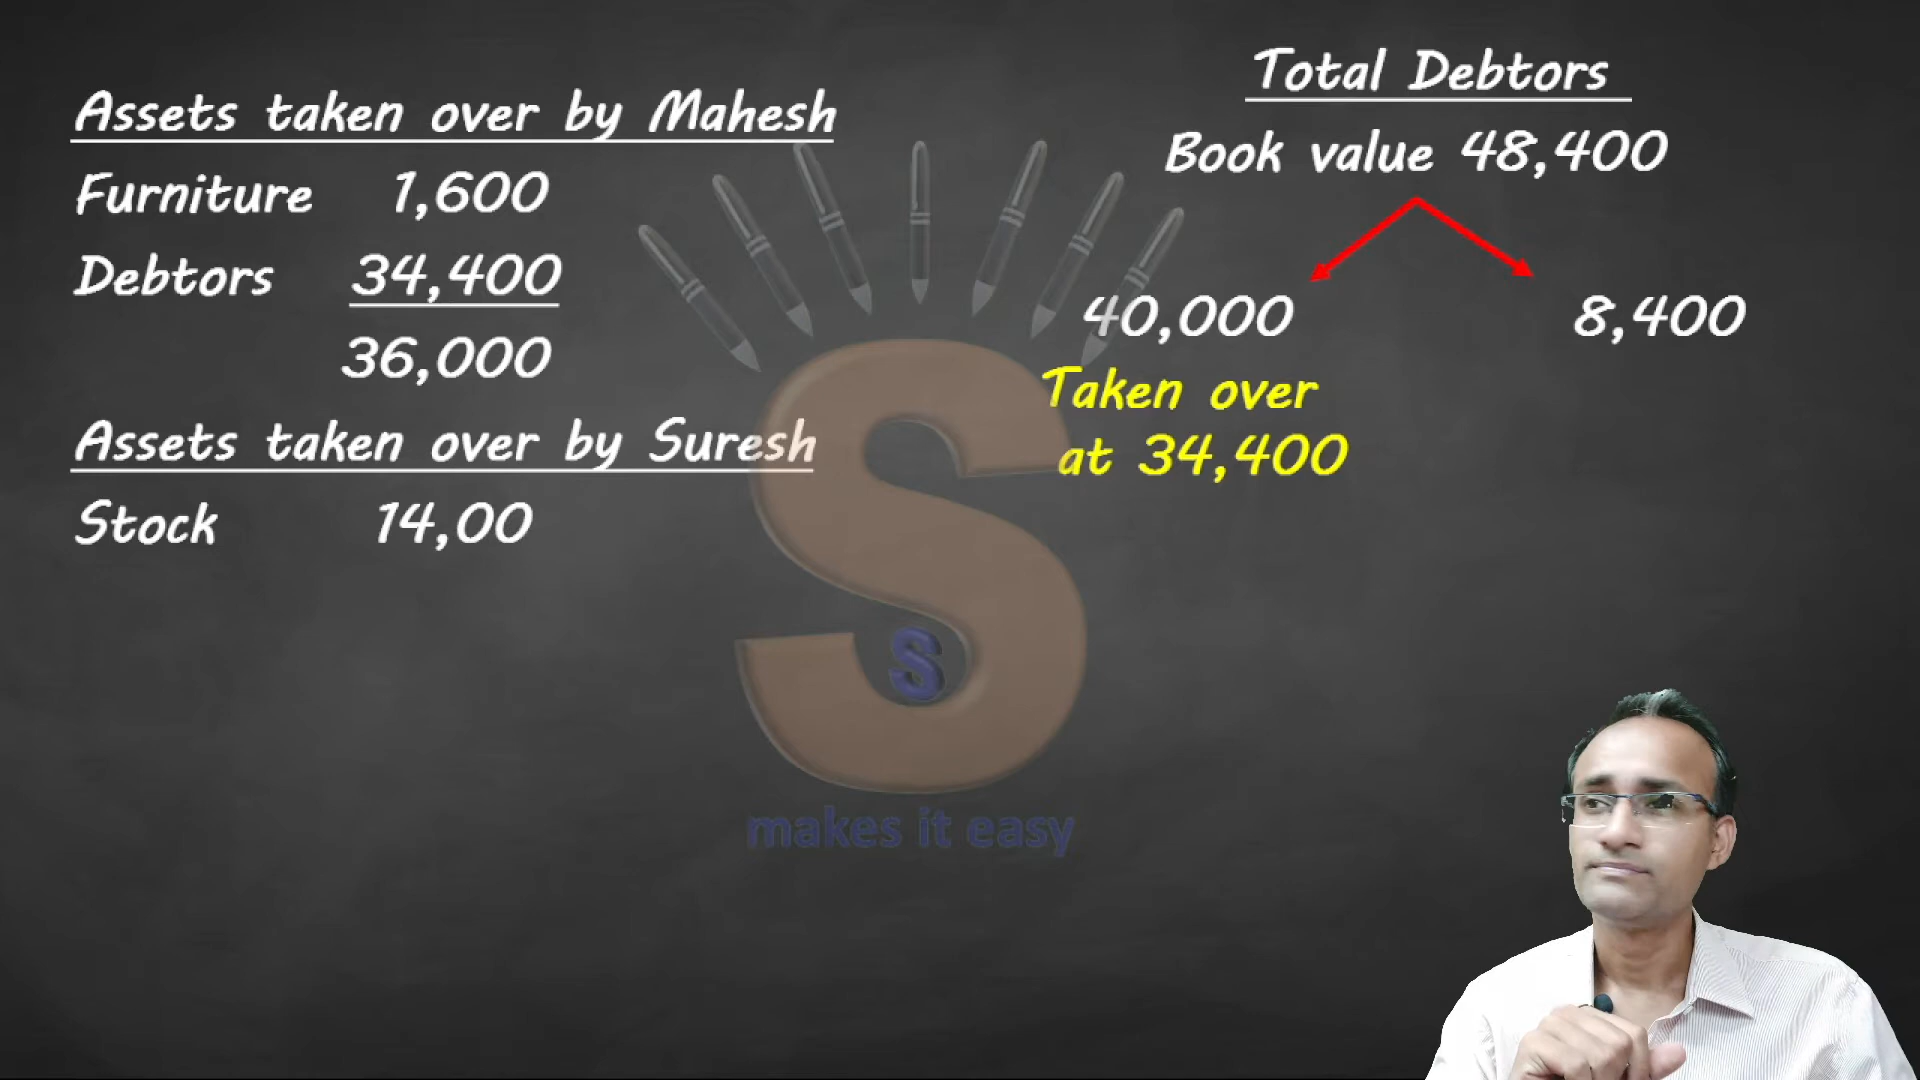 Assets taken over by Mahesh
Furniture 1,600
Debtors 34,400
36,000
Assets taken over by Suresh
Stock 14,00
Total Debtors
Book value 48,400
40,000 8,400
Taken over
at 34,400
S
s
makes it easy